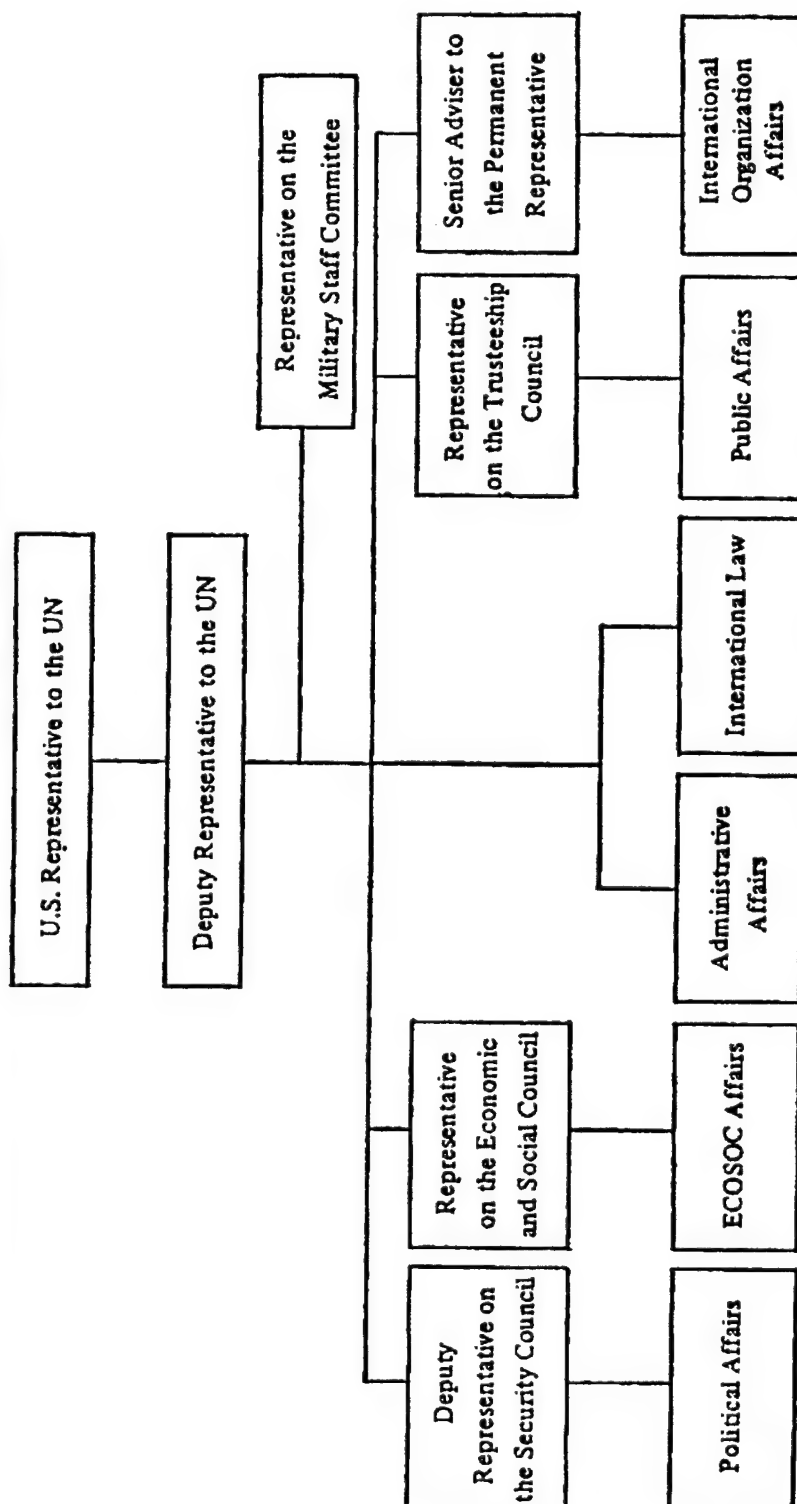 U.S. Representative to the UN
Deputy Representative to the UN
Representative on the
Military Staff Committee
Deputy
Representative on
the Security Council
Representative
on the Economic
and Social Council
Representative
on the Trusteeship
Council
Senior Adviser to
the Permanent
Representative
Political Affairs
ECOSOC Affairs
Administrative
Affairs
International Law
Public Affairs
International
Organization
Affairs